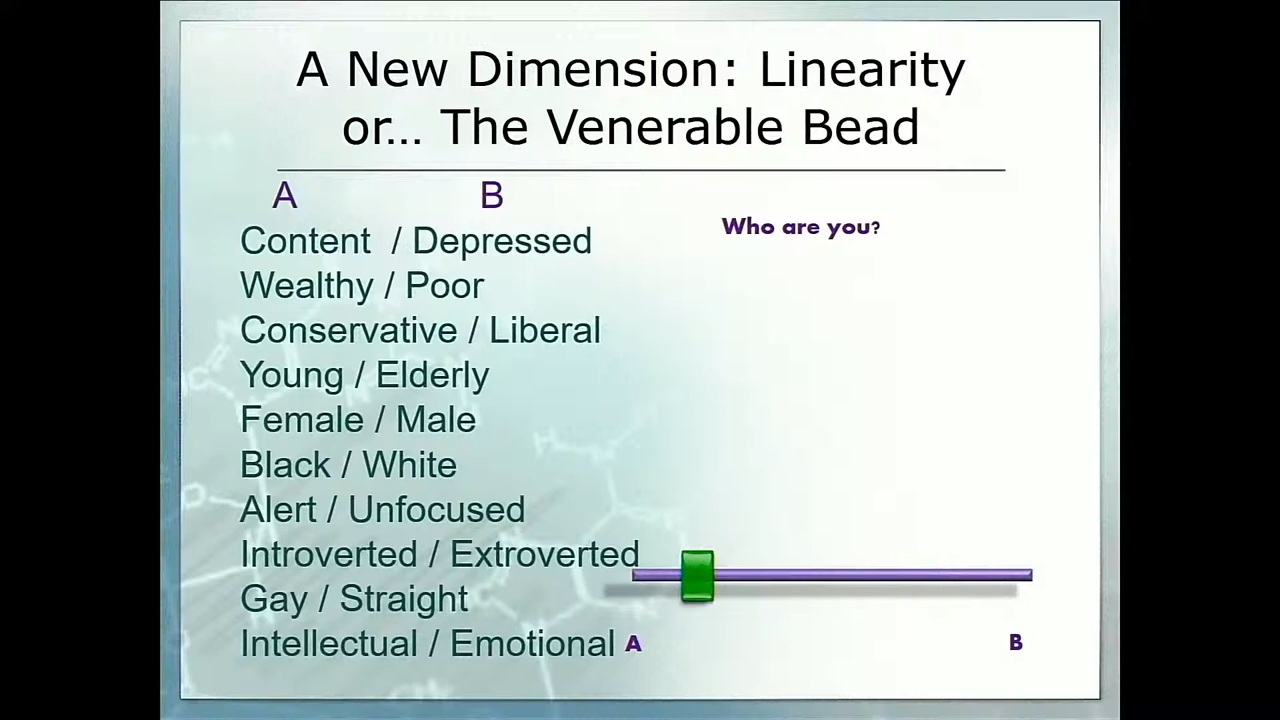 A New Dimension: Linearity
or… The Venerable Bead
A B
Content / Depressed
Wealthy / Poor
Conservative / Liberal
Young / Elderly
Female / Male
Black / White
Alert / Unfocused
Introverted / Extroverted
Gay / Straight
Intellectual / Emotional
Who are you?
A B